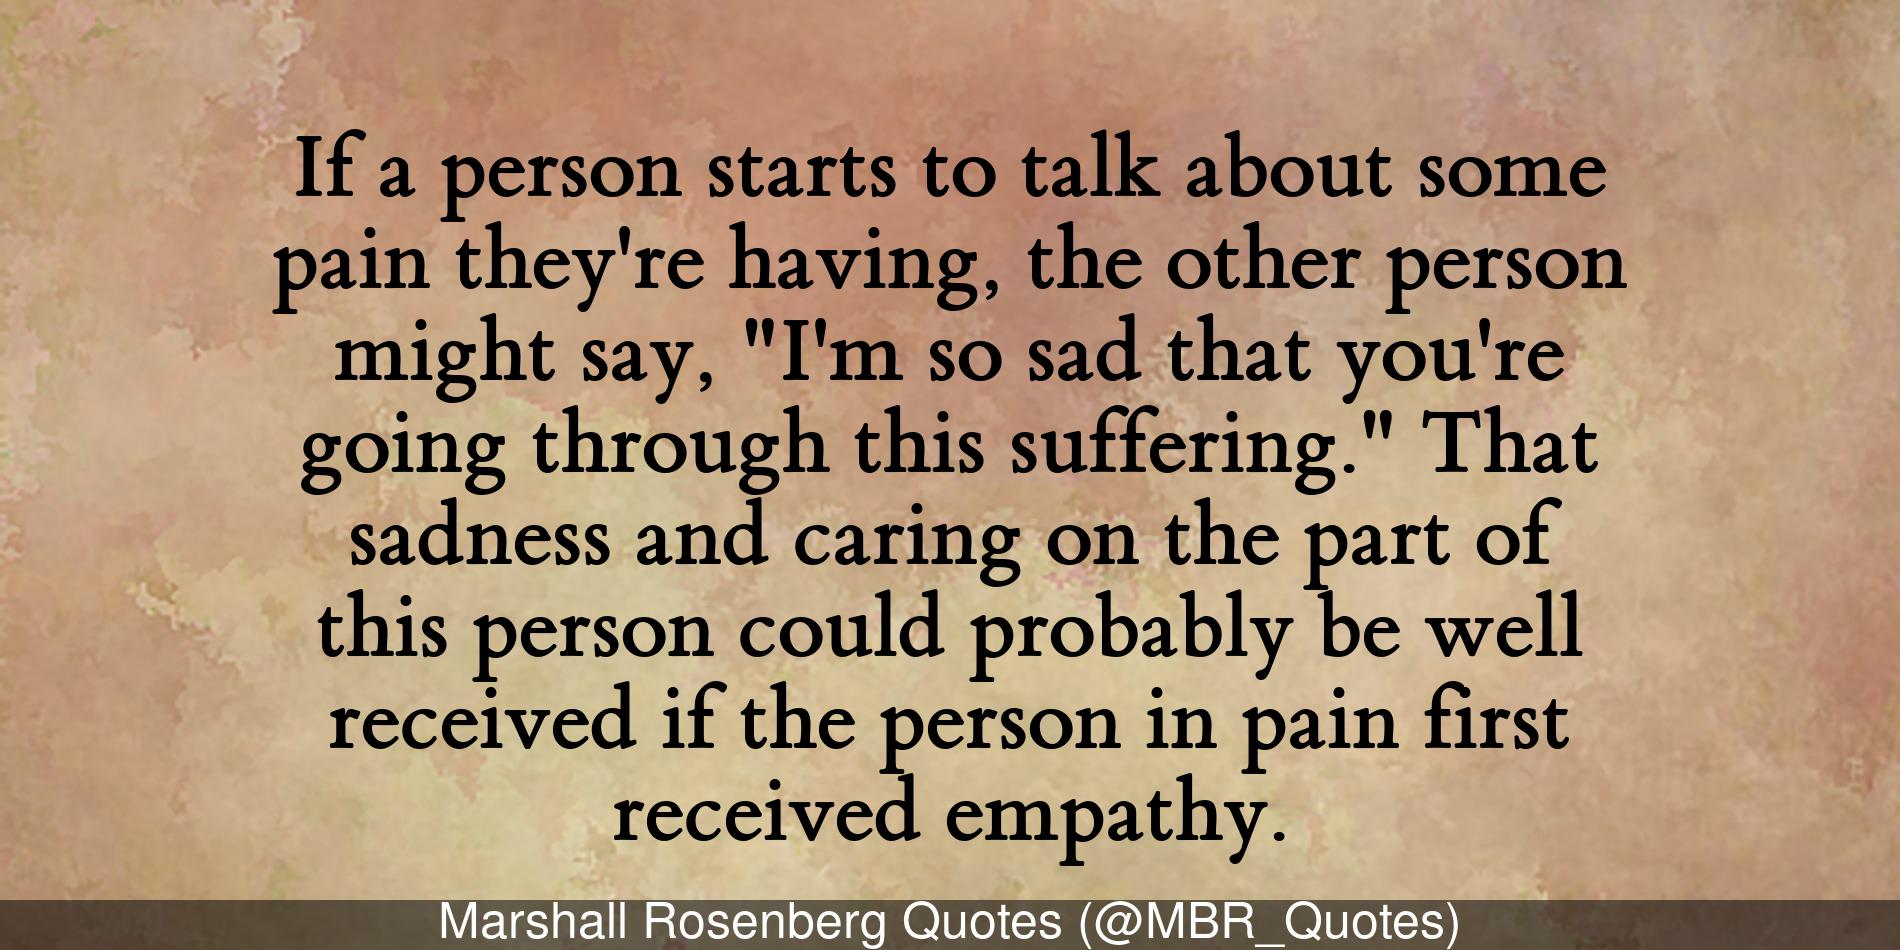 If a person starts to talk about some
pain they're having, the other person
might say, "I'm so sad that you're
going through this suffering." That
sadness and caring on the part of
this person could probably be well
received if the person in pain first
received empathy.
Marshall Rosenberg Quotes (@MBR_Quotes)